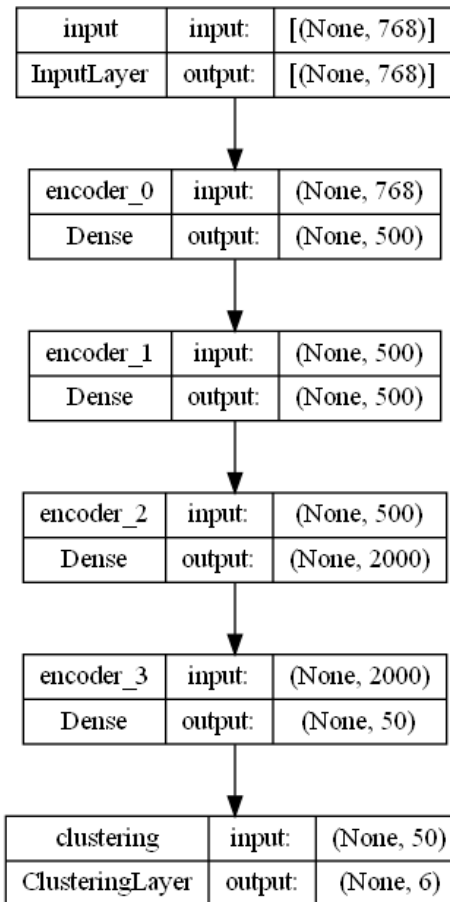 input input: [(None, 768)]
InputLayer output: [(None, 768)]
encoder_0 input: (None, 768)
Dense output: (None, 500)
encoder_1 input: (None, 500)
Dense output: (None, 500)
encoder_2 input: (None, 500)
Dense output: (None, 2000)
encoder_3 input: (None, 2000)
Dense output: (None, 50)
clustering input: (None, 50)
ClusteringLayer output: (None, 6)